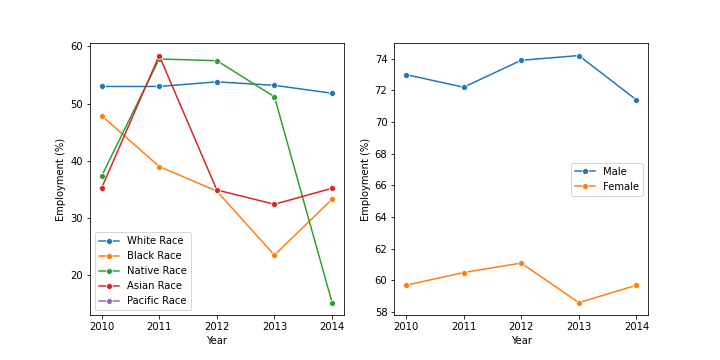 60
50
40
30
20
Employment (%)
2010 2011 2012 2013 2014
Year
White Race
Black Race
Native Race
Asian Race
Pacific Race
74
72
70
68
66
64
62
60
58
Employment (%)
2010 2011 2012 2013 2014
Year
Male
Female